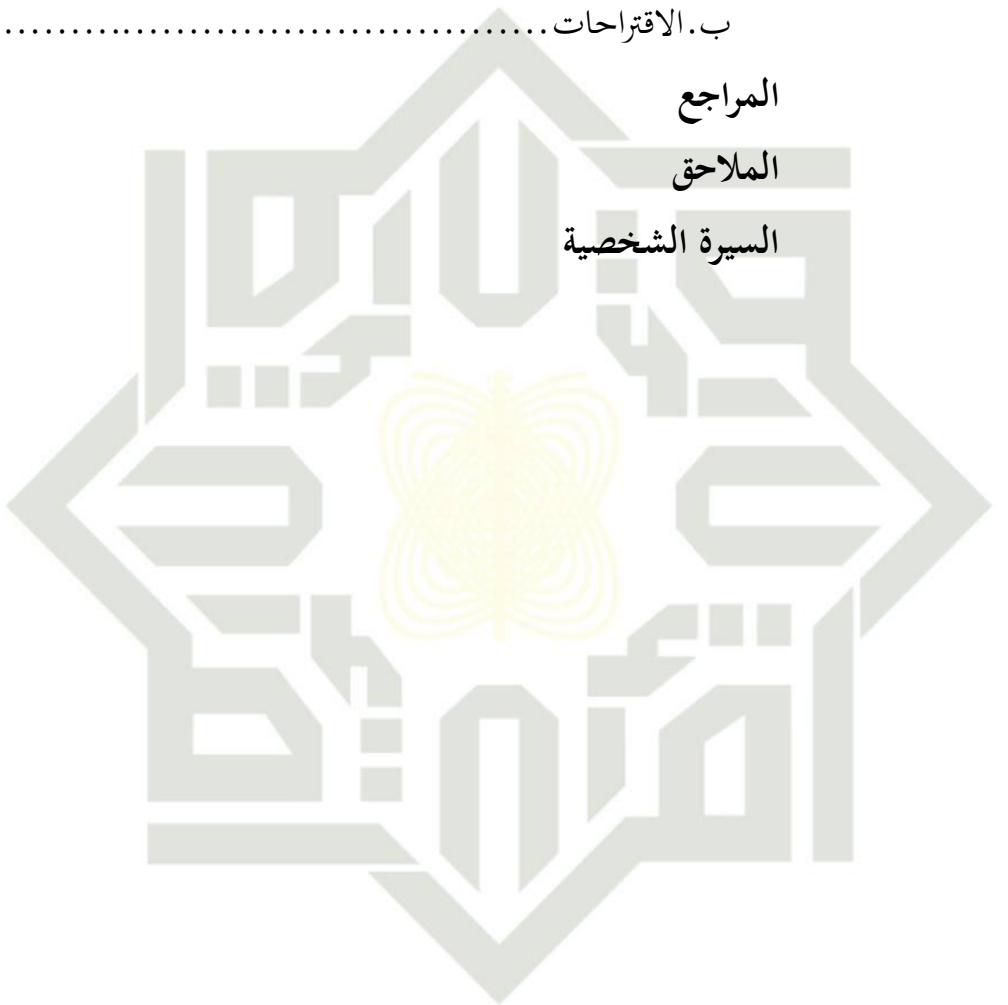 ب.الاقتراحات................................................
المراجع
الملاحق
السيرة الشخصية